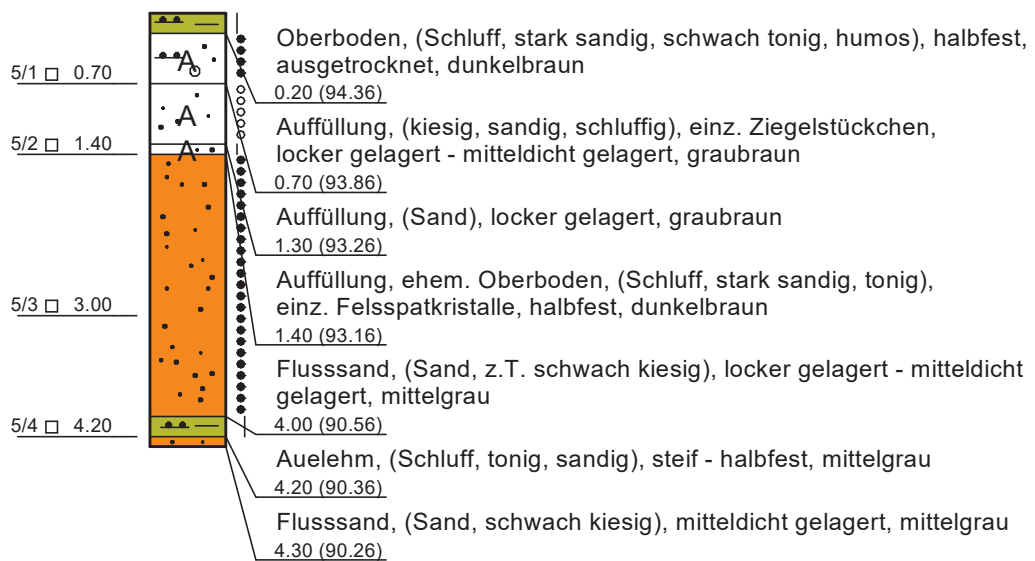 Oberboden, (Schluff, stark sandig, schwach tonig, humos), halbfest,
ausgetrocknet, dunkelbraun
0.20 (94.36)
A
5/1 0.70
Auffüllung, (kiesig, sandig, schluffig), einz. Ziegelstückchen,
locker gelagert - mitteldicht gelagert, graubraun
0.70 (93.86)
A
5/2 1.40
A
Auffüllung, (Sand), locker gelagert, graubraun
1.30 (93.26)
Auffüllung, ehem. Oberboden, (Schluff, stark sandig, tonig),
einz. Felsspatkristalle, halbfest, dunkelbraun
1.40 (93.16)
5/3 3.00
Flusssand, (Sand, z.T. schwach kiesig), locker gelagert - mitteldicht
gelagert, mittelgrau
4.00 (90.56)
5/4 4.20
Auelehm, (Schluff, tonig, sandig), steif - halbfest, mittelgrau
4.20 (90.36)
Flusssand, (Sand, schwach kiesig), mitteldicht gelagert, mittelgrau
4.30 (90.26)